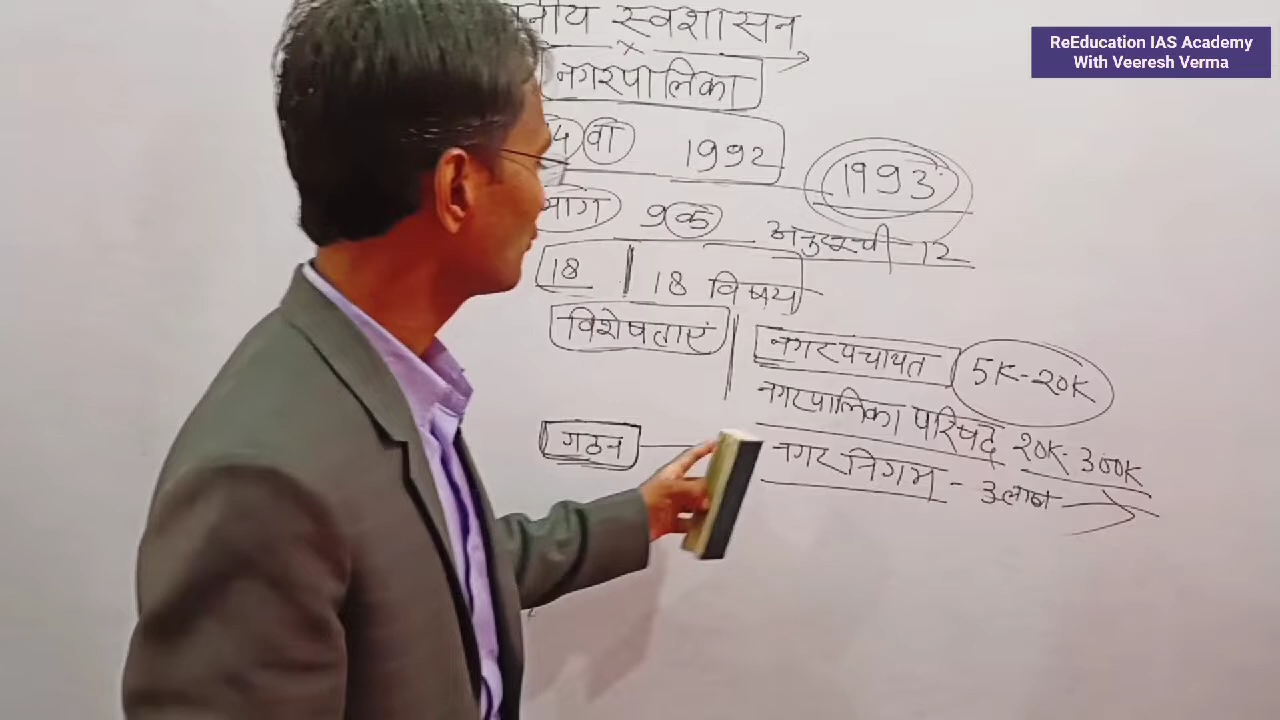 ReEducation IAS Academy
With Veeresh Verma
नीय स्वशासन
नगरपालिका
वा 1992
1993
भाग 9क अनुसूची-12
18 18 विषय
विशेषताएं
नगरपंचायत 5K-20K
नगरपालिका परिषद 20K-300K
गठन
नगर निगम - 3लाख